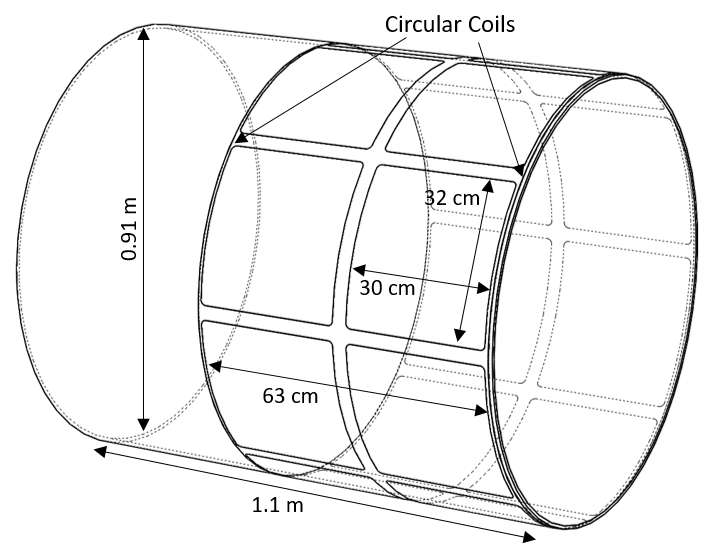 Circular Coils
0.91 m
32 cm
30 cm
63 cm
1.1 m